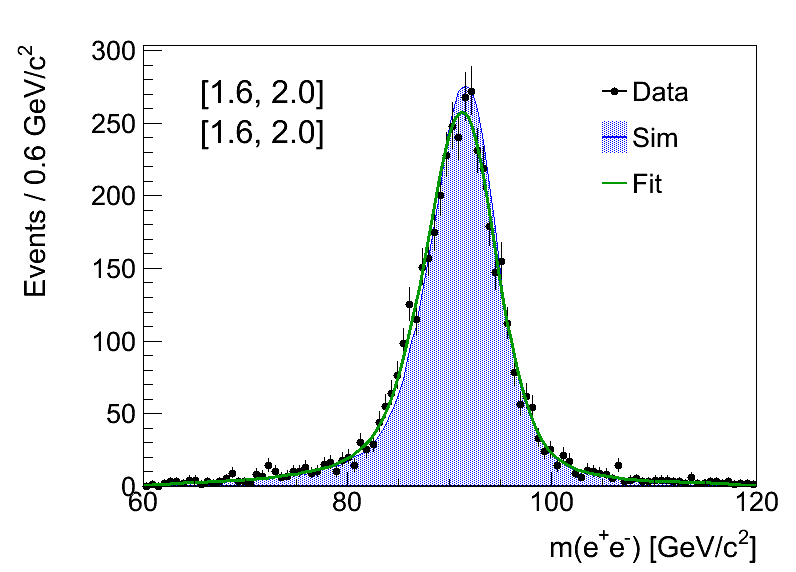 Events / 0.6 GeV/c²
300
250
200
150
100
50
0
[1.6, 2.0]
[1.6, 2.0]
Data
Sim
Fit
60
80
100
120
m(e⁺e⁻) [GeV/c²]